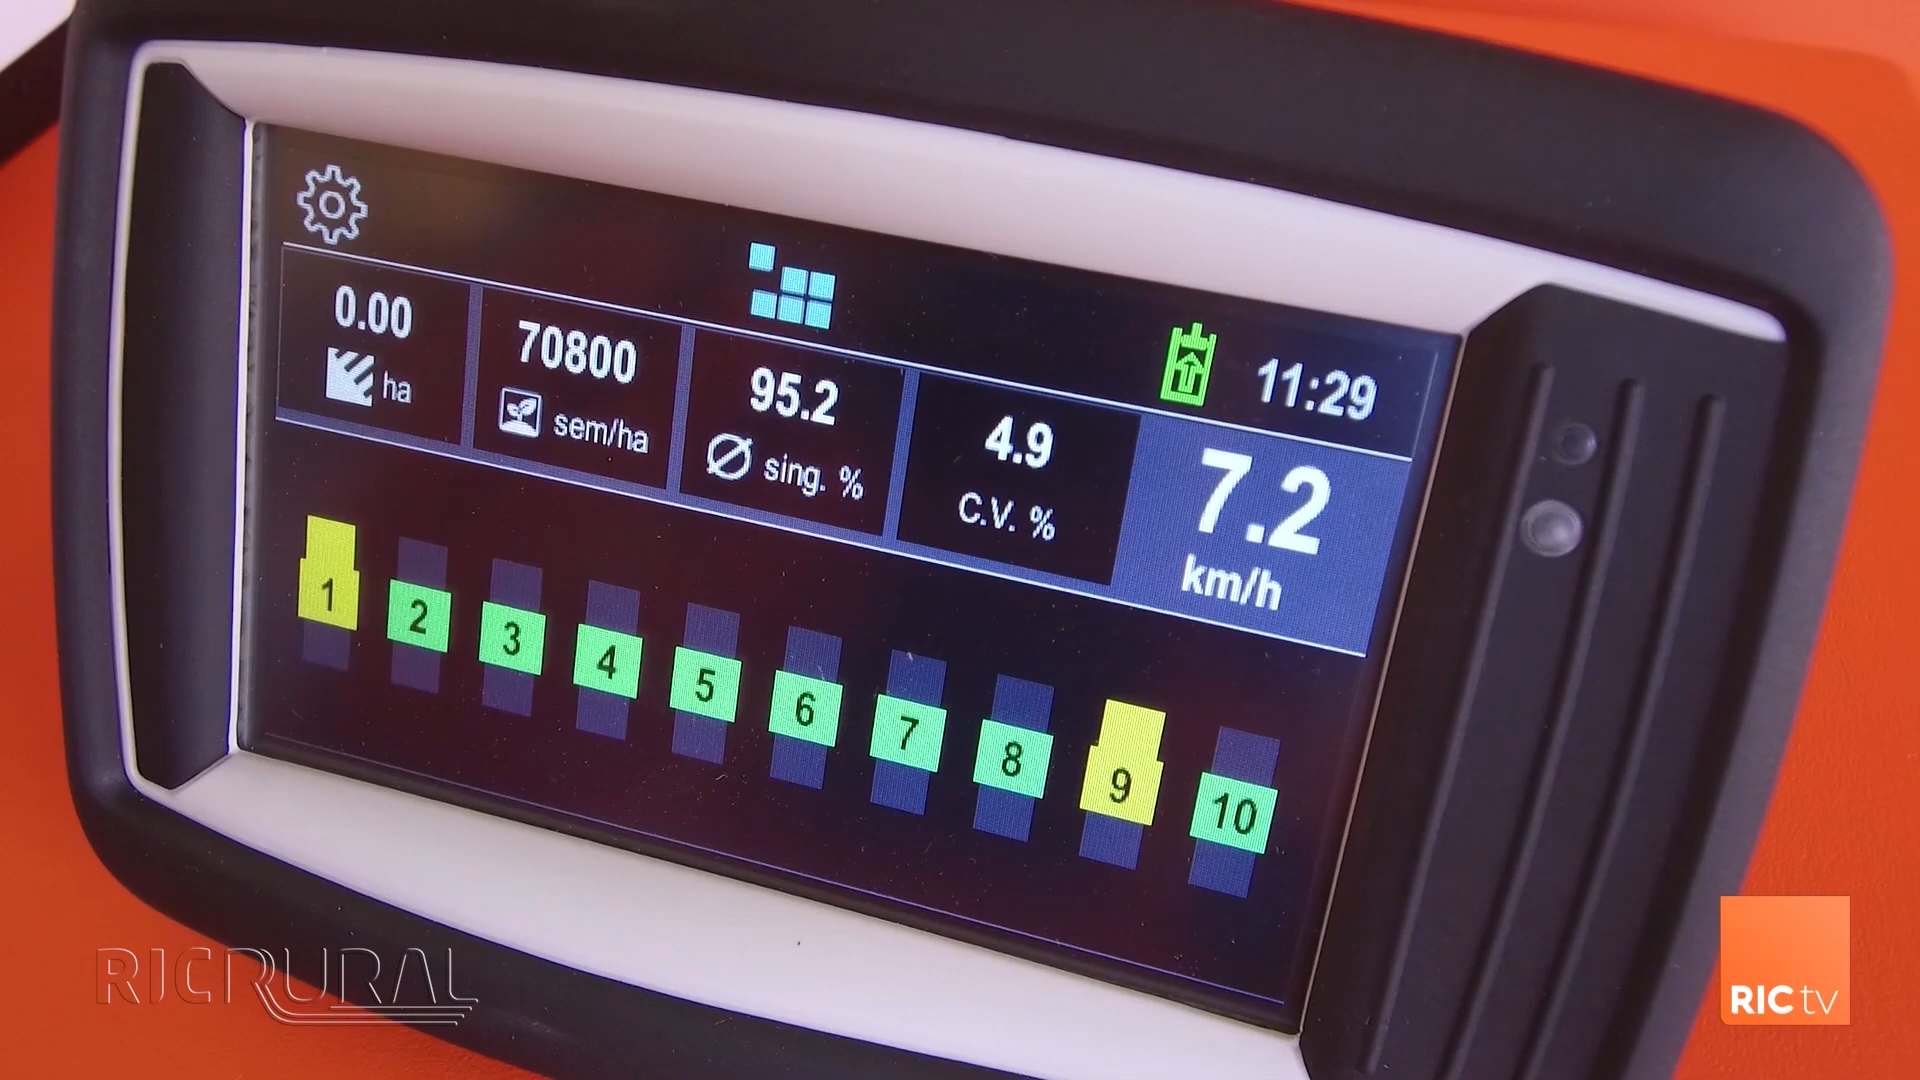 11:29
0.00
ha
70800
sem/ha
95.2
sing. %
4.9
C.V. %
7.2
km/h
1 2 3 4 5 6 7 8 9 10
RICRURAL
RIC tv